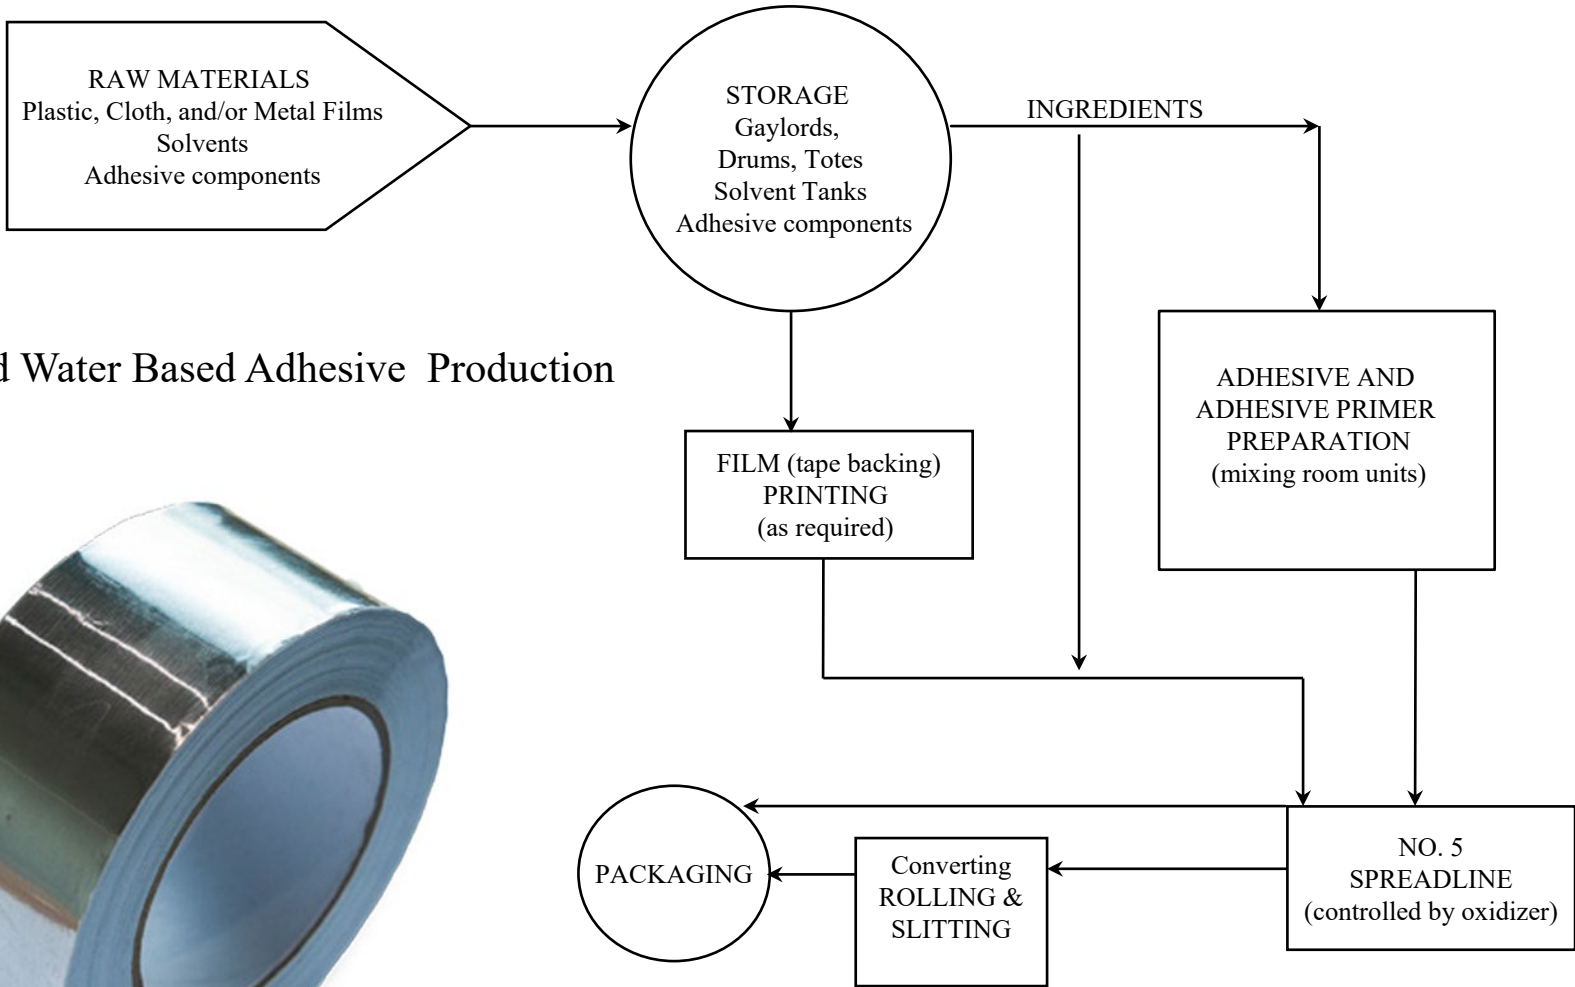 RAW MATERIALS
Plastic, Cloth, and/or Metal Films
Solvents
Adhesive components
STORAGE
Gaylords,
Drums, Totes
Solvent Tanks
Adhesive components
INGREDIENTS
Water Based Adhesive Production
ADHESIVE AND
ADHESIVE PRIMER
PREPARATION
(mixing room units)
FILM (tape backing)
PRINTING
(as required)
PACKAGING
Converting
ROLLING &
SLITTING
NO. 5
SPREADLINE
(controlled by oxidizer)